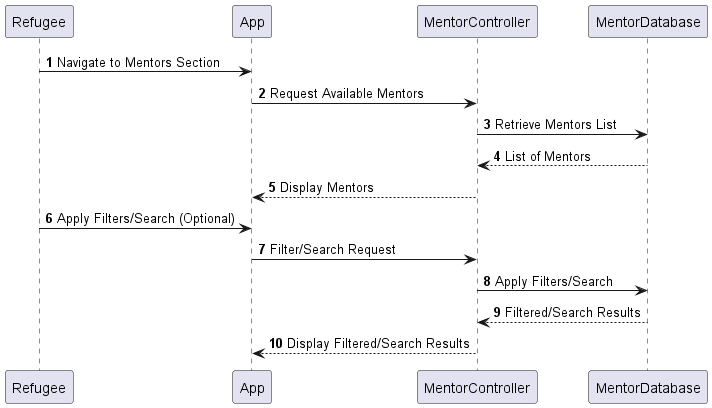 Refugee App MentorController MentorDatabase
1 Navigate to Mentors Section
2 Request Available Mentors
3 Retrieve Mentors List
4 List of Mentors
5 Display Mentors
6 Apply Filters/Search (Optional)
7 Filter/Search Request
8 Apply Filters/Search
9 Filtered/Search Results
10 Display Filtered/Search Results
Refugee App MentorController MentorDatabase